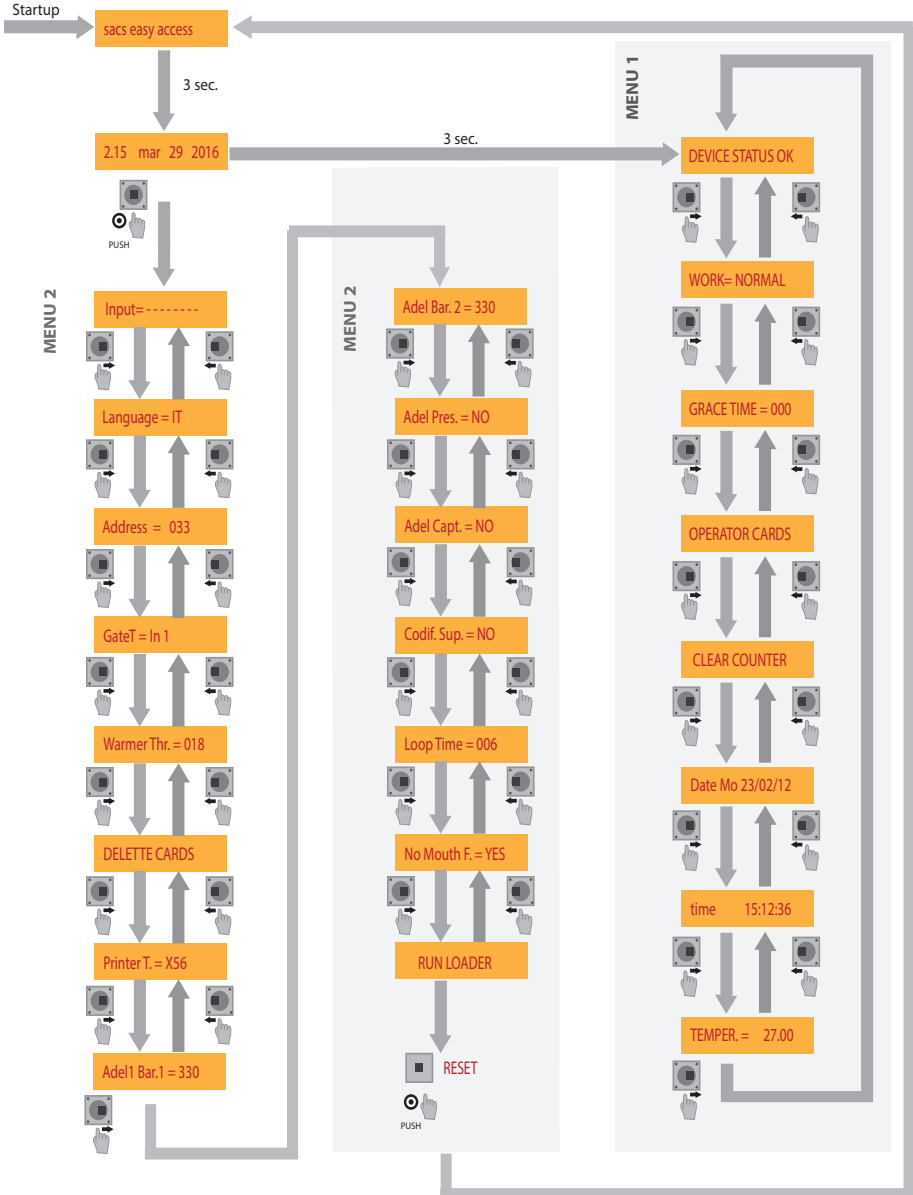 Startup
sacs easy access
3 sec.
2.15 mar 29 2016
3 sec.
PUSH
MENU 2
Input= - - - - - - - -
Language = IT
Address = 033
GateT = In 1
Warmer Thr. = 018
DELETTE CARDS
Printer T. = X56
Adel1 Bar.1 = 330
MENU 2
Adel Bar. 2 = 330
Adel Pres. = NO
Adel Capt. = NO
Codif. Sup. = NO
Loop Time = 006
No Mouth F. = YES
RUN LOADER
RESET
PUSH
MENU 1
DEVICE STATUS OK
WORK= NORMAL
GRACE TIME = 000
OPERATOR CARDS
CLEAR COUNTER
Date Mo 23/02/12
time 15:12:36
TEMPER. = 27.00